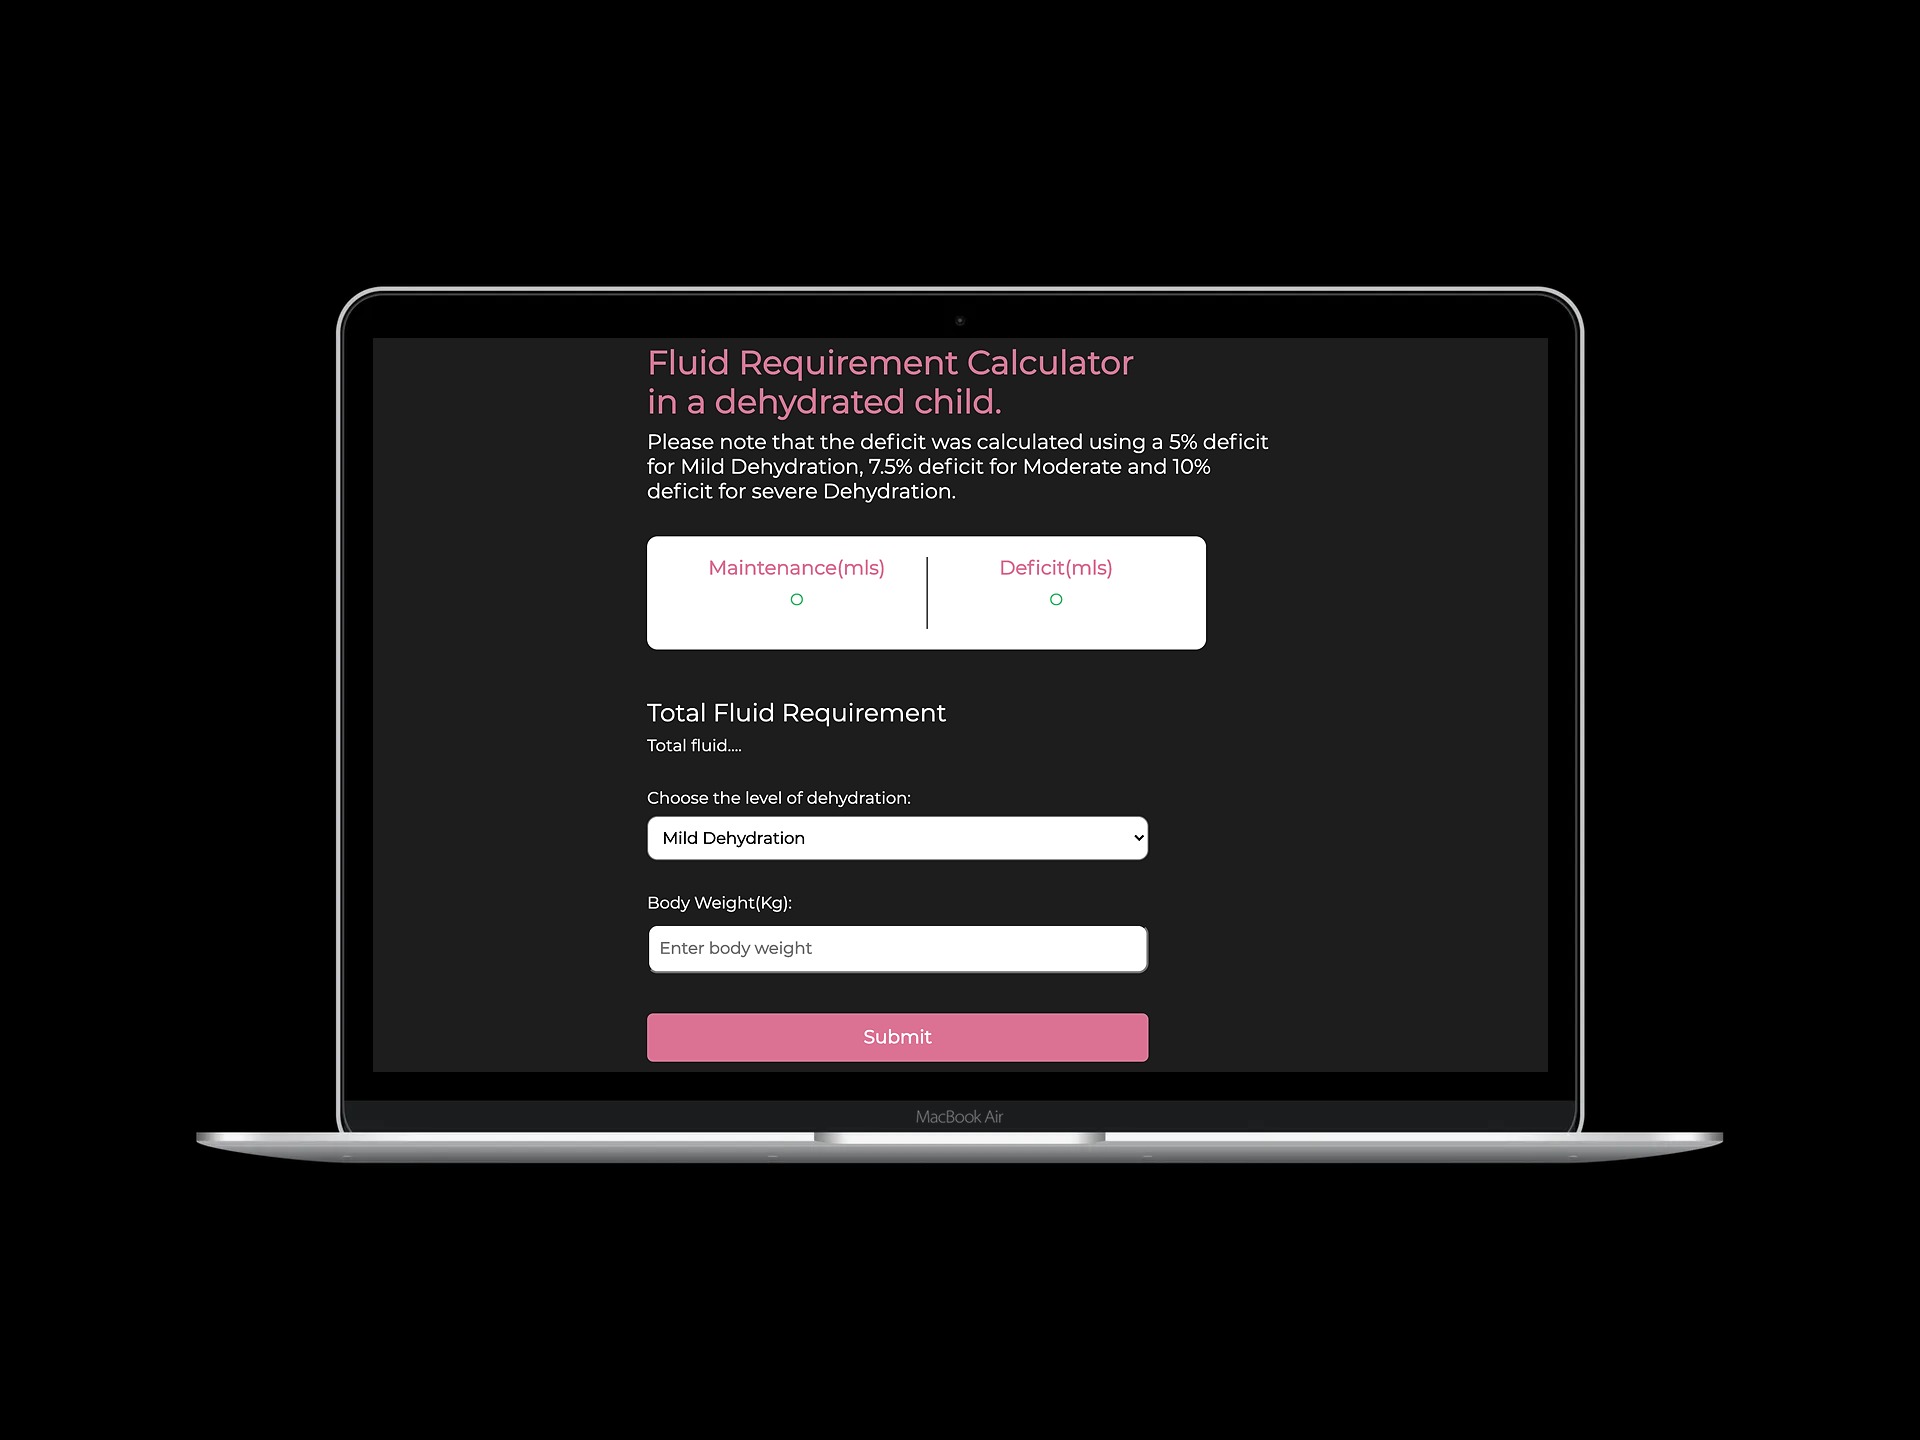 Fluid Requirement Calculator
in a dehydrated child.
Please note that the deficit was calculated using a 5% deficit
for Mild Dehydration, 7.5% deficit for Moderate and 10%
deficit for severe Dehydration.
Maintenance(mls)
0
Deficit(mls)
0
Total Fluid Requirement
Total fluid....
Choose the level of dehydration:
Mild Dehydration
Body Weight(Kg):
Enter body weight
Submit
MacBook Air